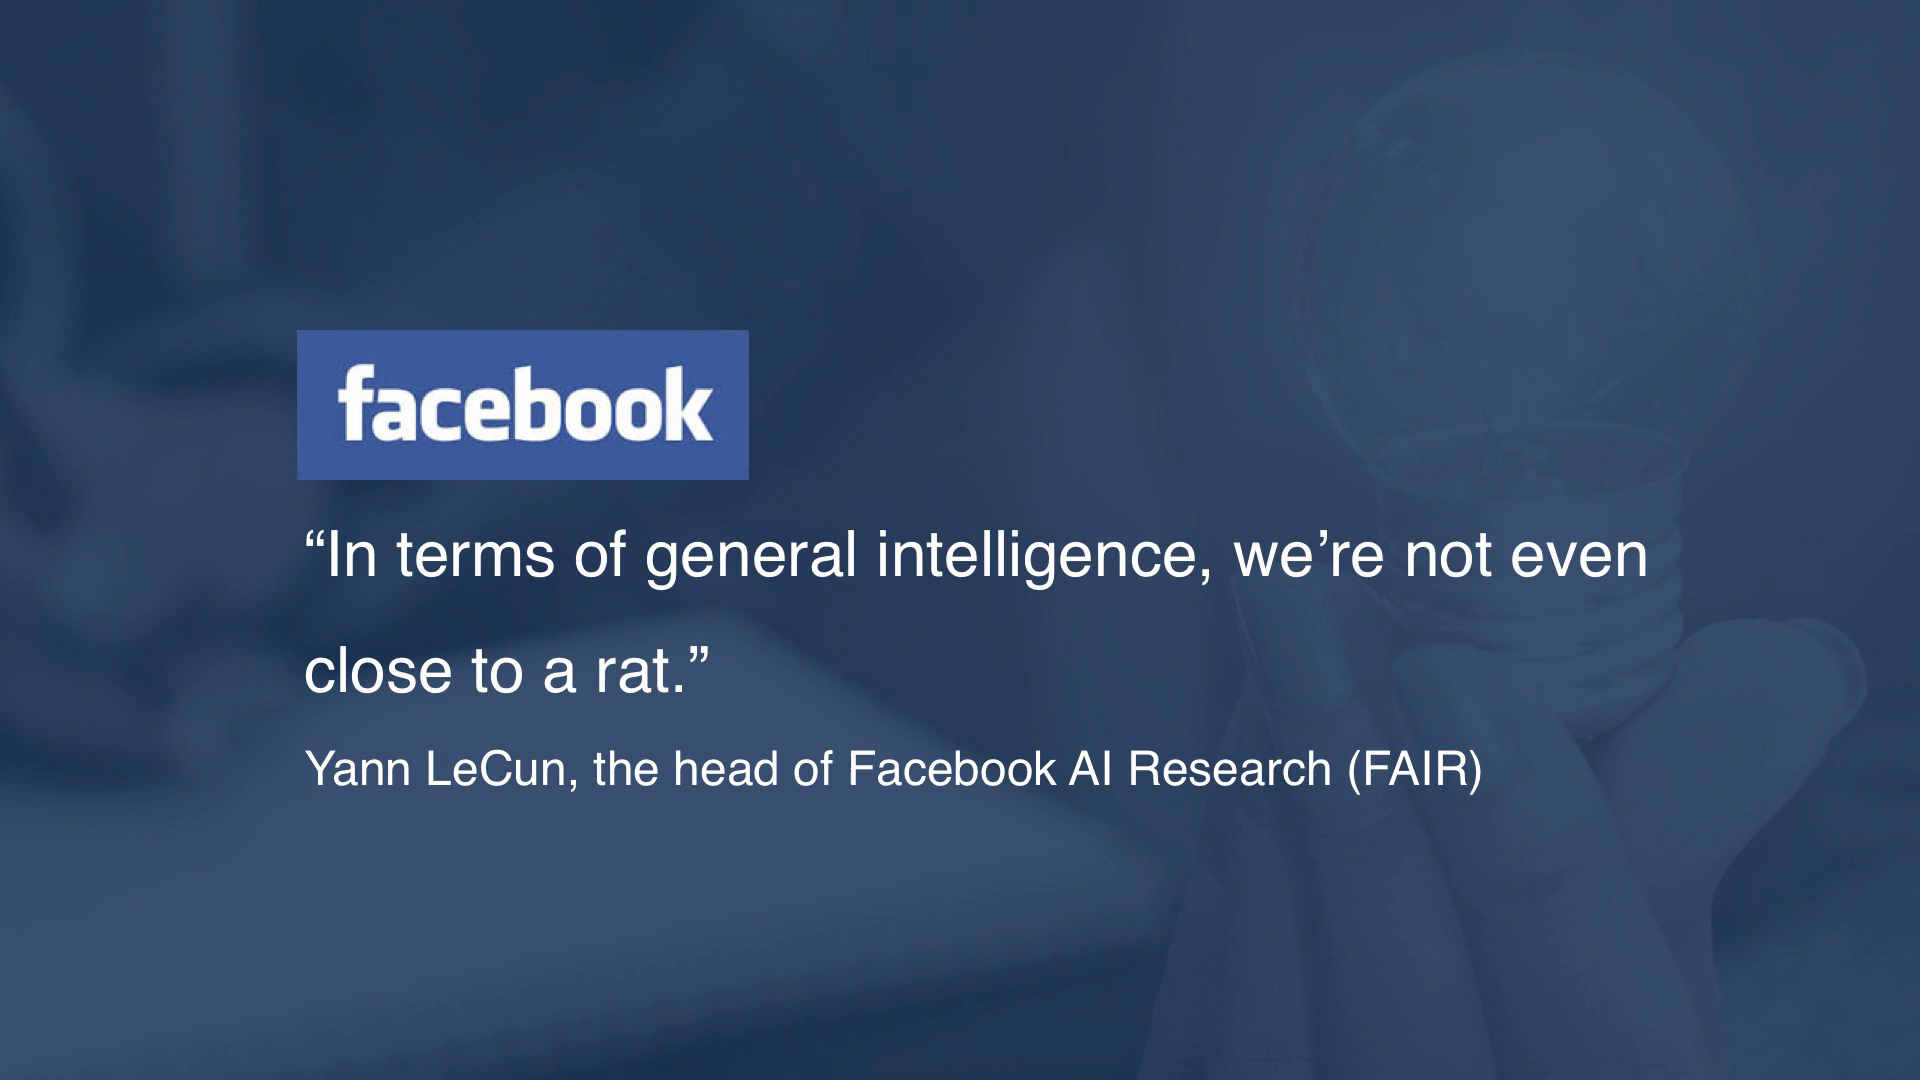 facebook
“In terms of general intelligence, we’re not even
close to a rat.”
Yann LeCun, the head of Facebook AI Research (FAIR)